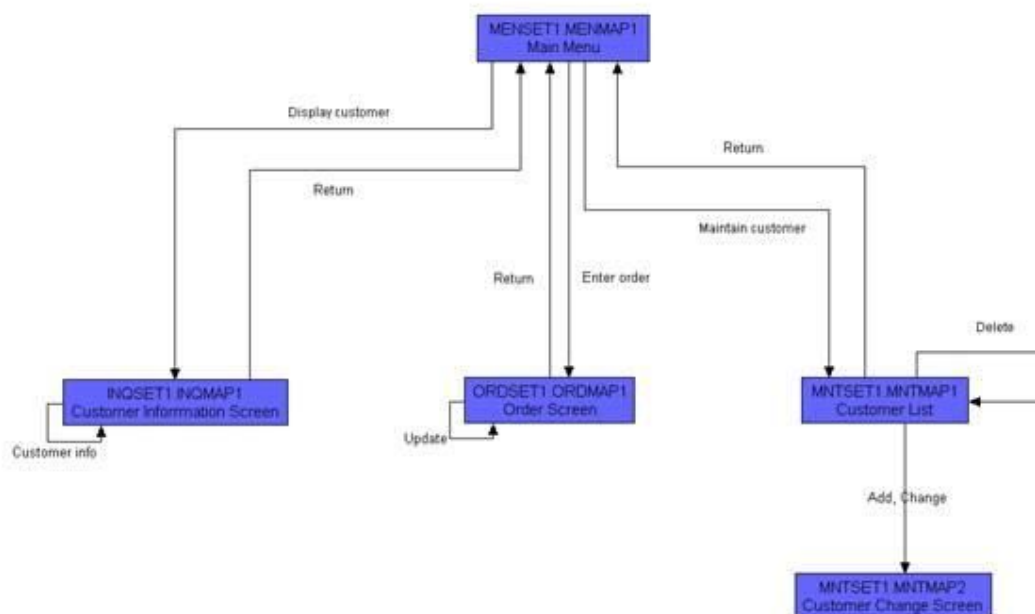 MENSET1.MENMAP1
Main Menu
Display customer
Return
Return
Maintain customer
Return
Enter order
Delete
INQSET1.INQMAP1
Customer Information Screen
ORDSET1.ORDMAP1
Order Screen
MNTSET1.MNTMAP1
Customer List
Update
Customer info
Add, Change
MNTSET1.MNTMAP2
Customer Change Screen